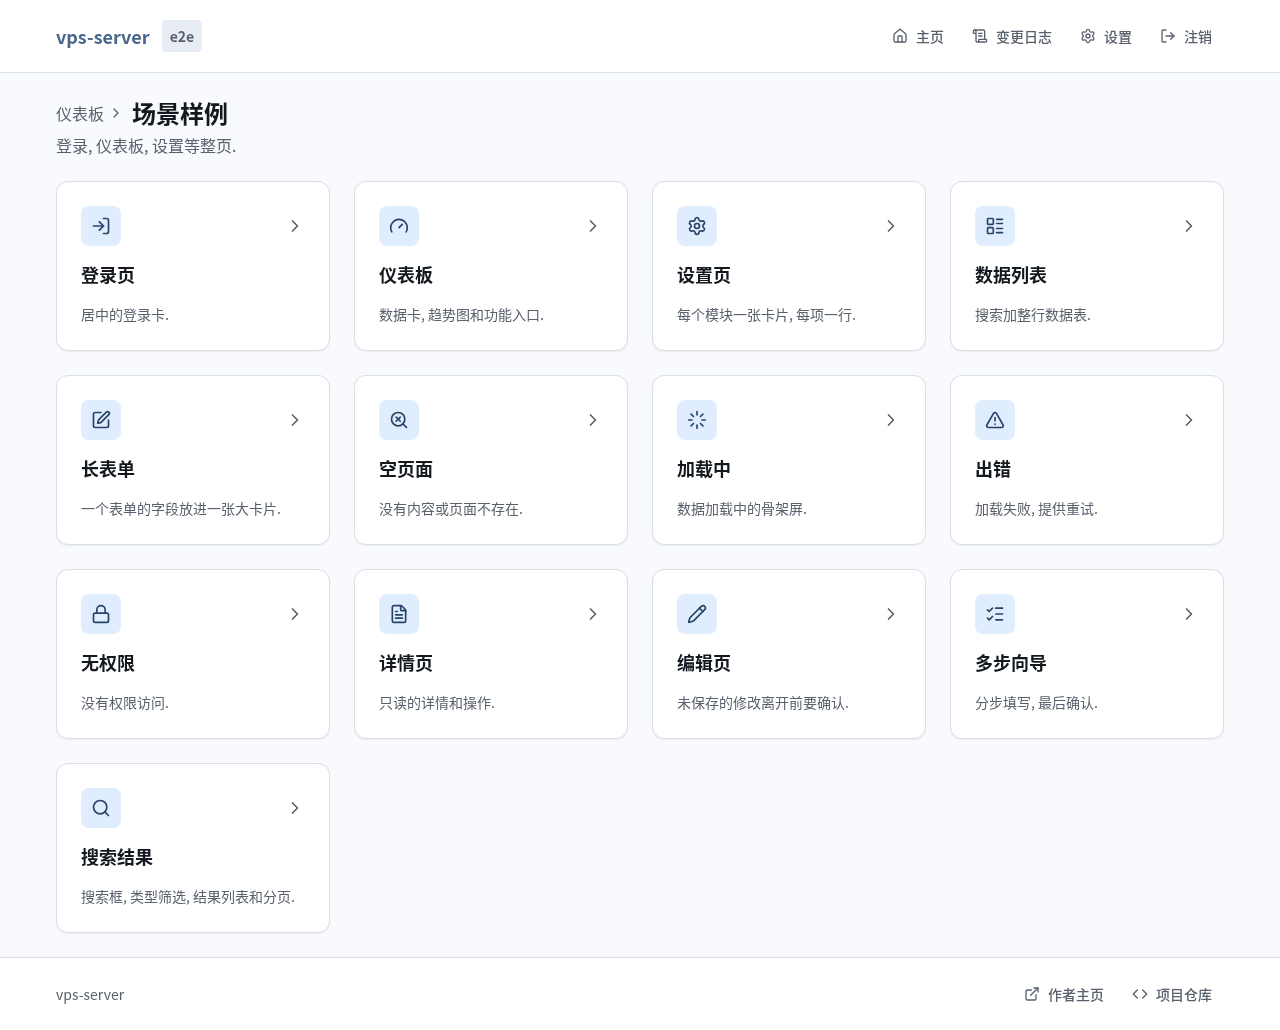 vps-server e2e 主页 变更日志 设置 注销
仪表板 场景样例
登录, 仪表板, 设置等整页.
登录页 仪表板 设置页 数据列表
居中的登录卡. 数据卡, 趋势图和功能入口. 每个模块一张卡片, 每项一行. 搜索加整行数据表.
长表单 空页面 加载中 出错
一个表单的字段放进一张大卡片. 没有内容或页面不存在. 数据加载中的骨架屏. 加载失败, 提供重试.
无权限 详情页 编辑页 多步向导
没有权限访问. 只读的详情和操作. 未保存的修改离开前要确认. 分步填写, 最后确认.
搜索结果
搜索框, 类型筛选, 结果列表和分页.
vps-server 作者主页 项目仓库